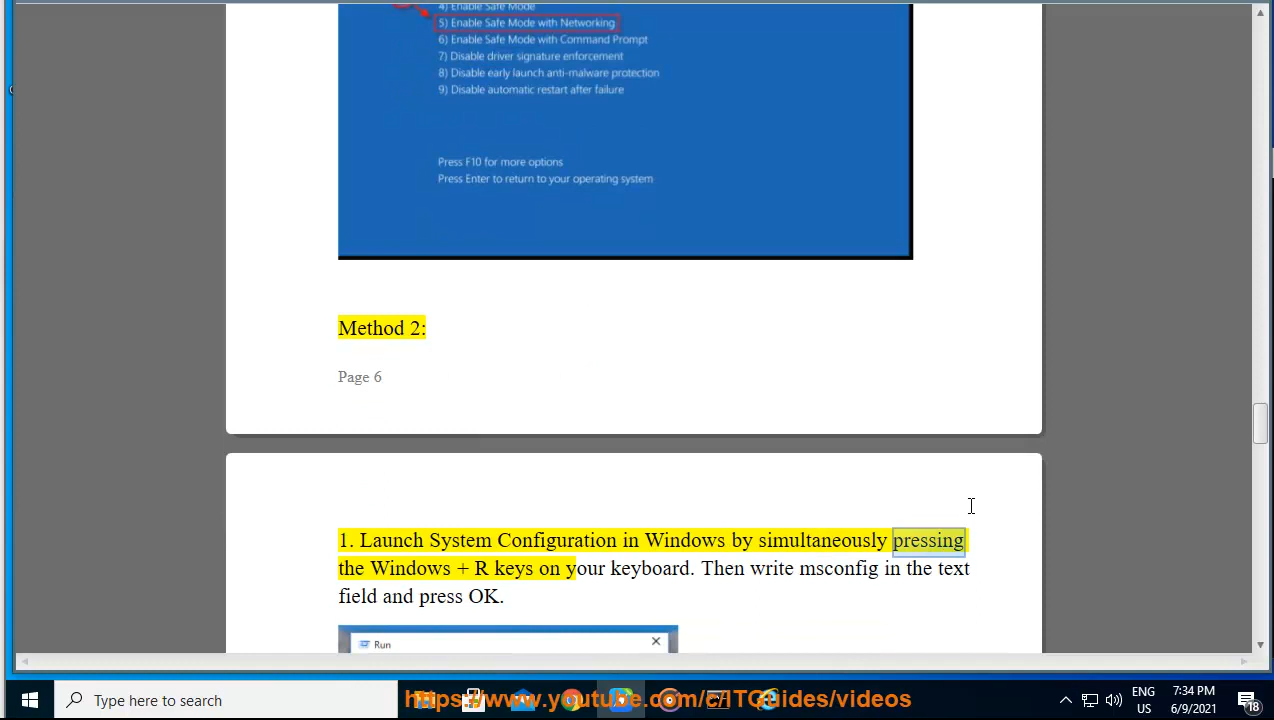 4) Enable Safe Mode
5) Enable Safe Mode with Networking
6) Enable Safe Mode with Command Prompt
7) Disable driver signature enforcement
8) Disable early launch anti-malware protection
9) Disable automatic restart after failure
Press F10 for more options
Press Enter to return to your operating system
Method 2:
Page 6
1. Launch System Configuration in Windows by simultaneously pressing
the Windows + R keys on your keyboard. Then write msconfig in the text
field and press OK.
Run
Type here to search
https://www.youtube.com/c/ITGuides/videos
ENG
US
7:34 PM
6/9/2021
18